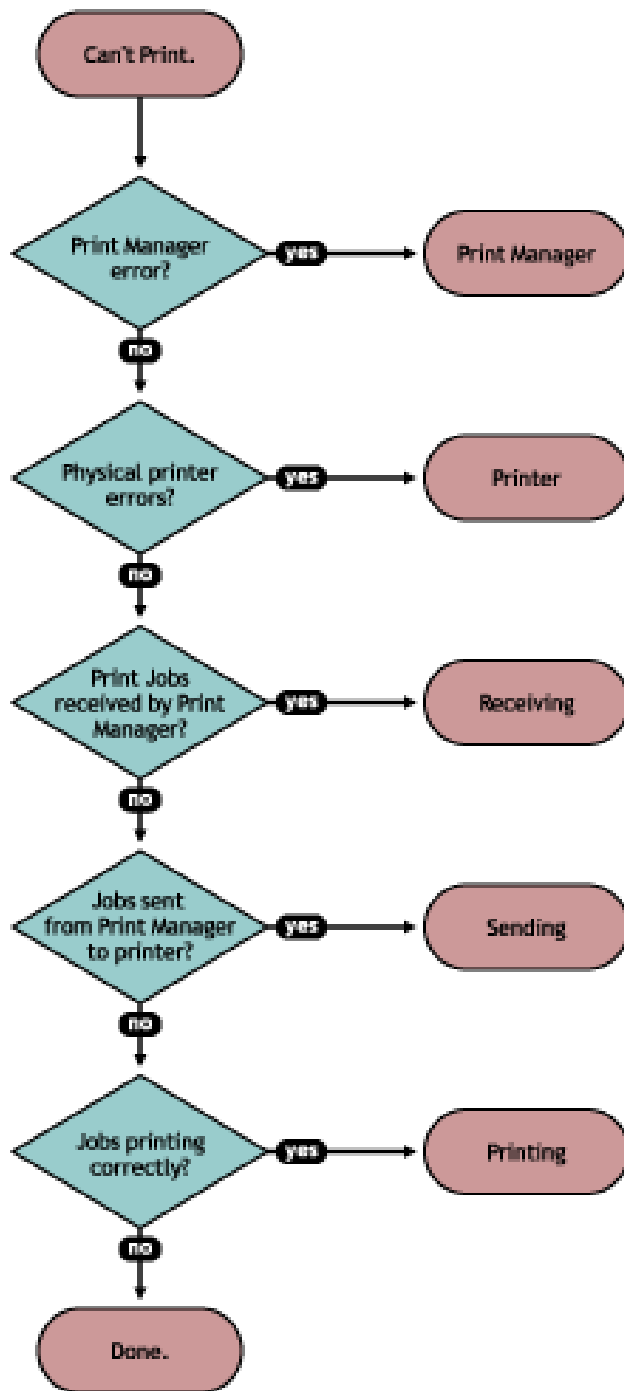 Can't Print.
Print Manager
error?
yes
Print Manager
no
Physical printer
errors?
yes
Printer
no
Print Jobs
received by Print
Manager?
yes
Receiving
no
Jobs sent
from Print Manager
to printer?
yes
Sending
no
Jobs printing
correctly?
yes
Printing
no
Done.